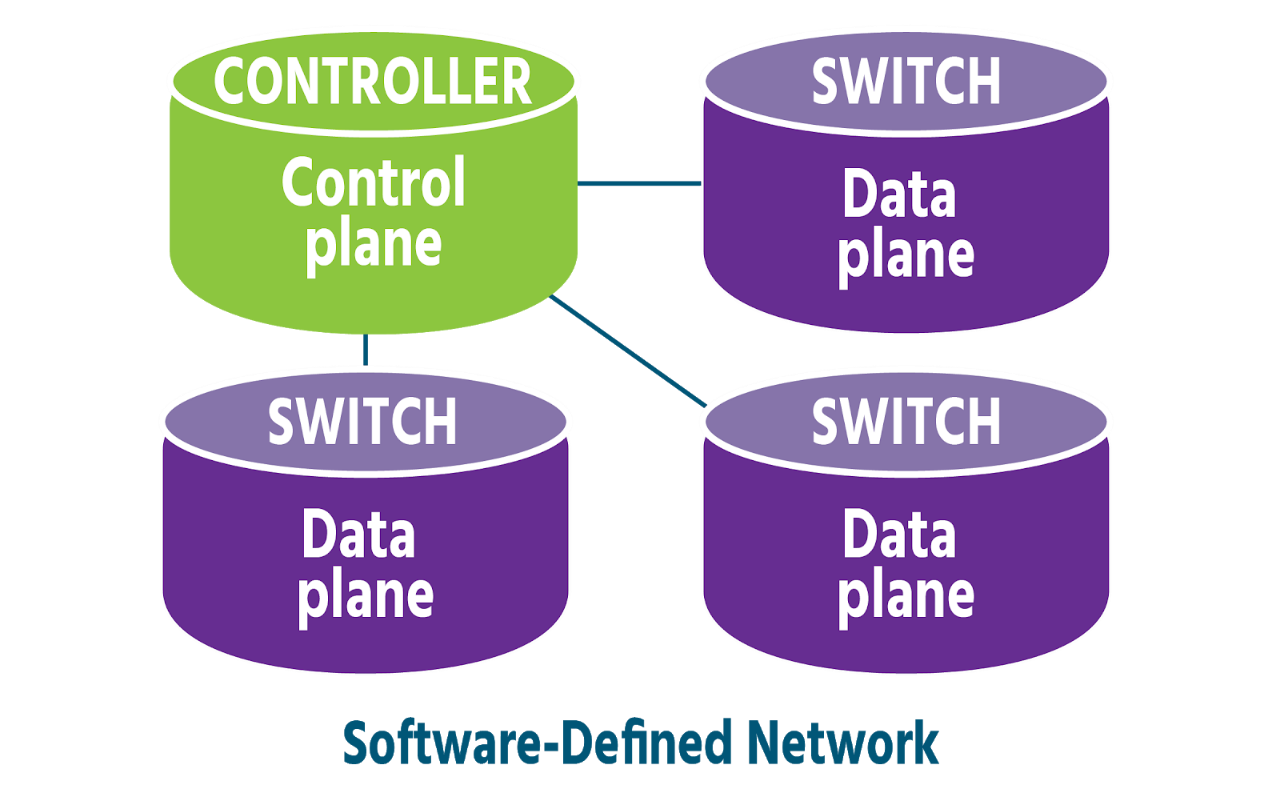 CONTROLLER
Control
plane
SWITCH
Data
plane
SWITCH
Data
plane
SWITCH
Data
plane
Software-Defined Network